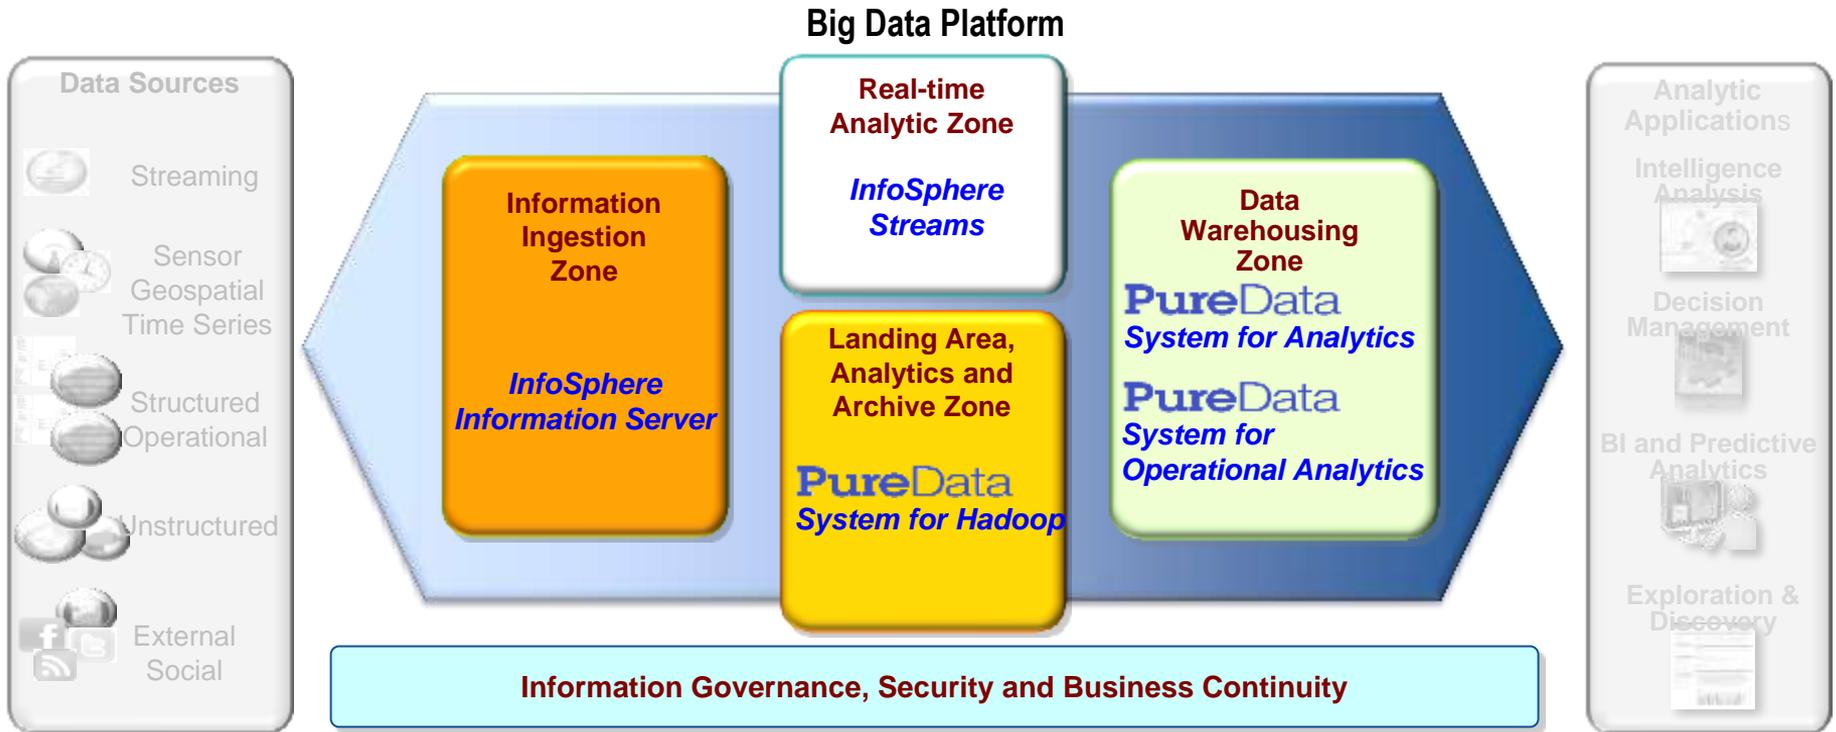 Big Data Platform
Data Sources
Streaming
Sensor
Geospatial
Time Series
Structured
Operational
Unstructured
External
Social
Information
Ingestion
Zone
InfoSphere
Information Server
Real-time
Analytic Zone
InfoSphere
Streams
Landing Area,
Analytics and
Archive Zone
PureData
System for Hadoop
Data
Warehousing
Zone
PureData
System for Analytics
PureData
System for
Operational Analytics
Information Governance, Security and Business Continuity
Analytic
Applications
Intelligence
Analysis
Decision
Management
BI and Predictive
Analytics
Exploration &
Discovery